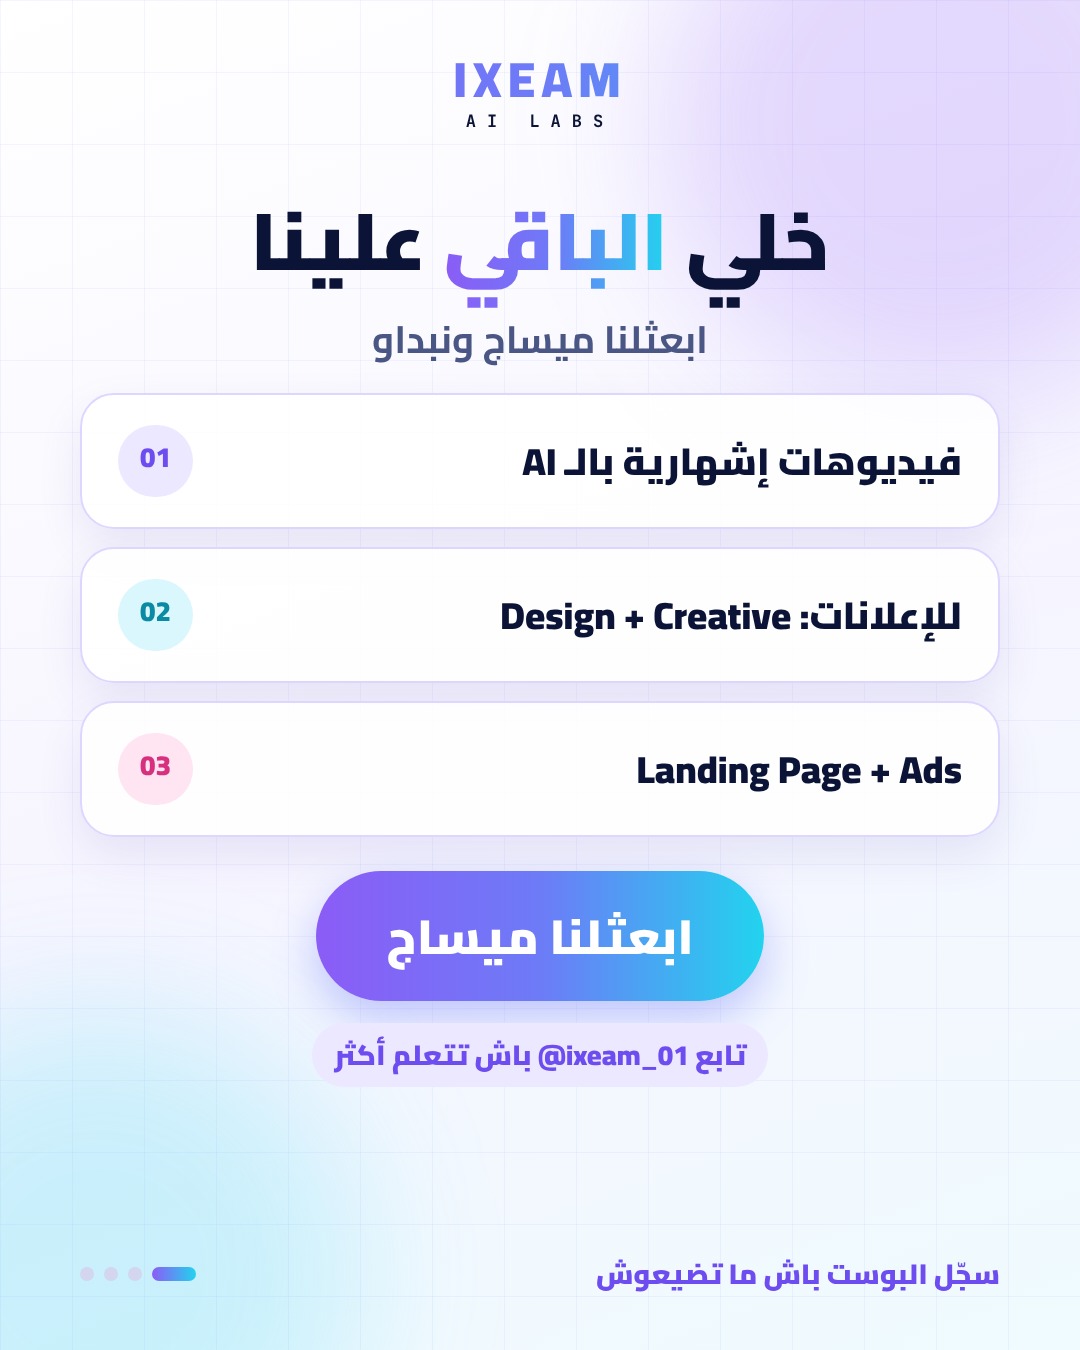 IXEAM
AI LABS
خلي الباقي علينا
ابعثلنا ميساج ونبداو
فيديوهات إشهارية بالـ AI
01
للإعلانات: Design + Creative
02
Landing Page + Ads
03
ابعثلنا ميساج
تابع @ixeam_01 باش تتعلم أكثر
سجّل البوست باش ما تضيعوش